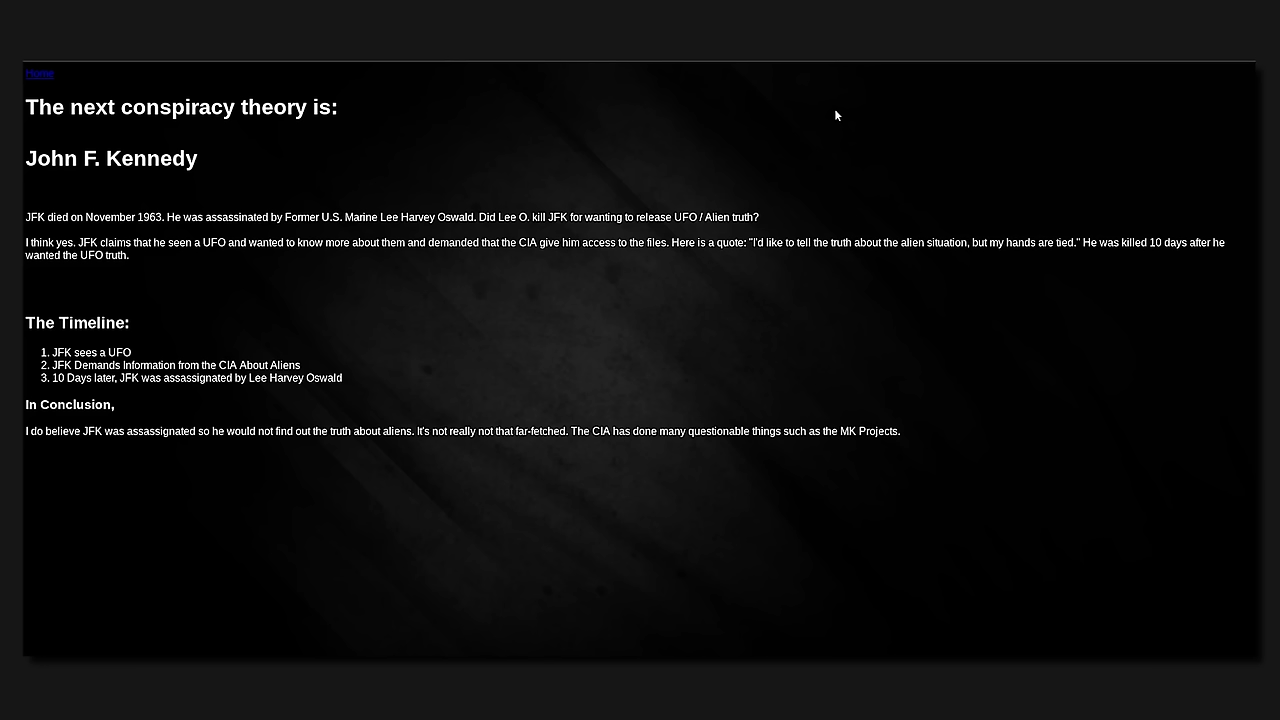 Home
The next conspiracy theory is:
John F. Kennedy
JFK died on November 1963. He was assassinated by Former U.S. Marine Lee Harvey Oswald. Did Lee O. kill JFK for wanting to release UFO / Alien truth?
I think yes. JFK claims that he seen a UFO and wanted to know more about them and demanded that the CIA give him access to the files. Here is a quote: "I'd like to tell the truth about the alien situation, but my hands are tied." He was killed 10 days after he
wanted the UFO truth.
The Timeline:
1. JFK sees a UFO
2. JFK Demands Information from the CIA About Aliens
3. 10 Days later, JFK was assassignated by Lee Harvey Oswald
In Conclusion,
I do believe JFK was assassignated so he would not find out the truth about aliens. It's not really not that far-fetched. The CIA has done many questionable things such as the MK Projects.